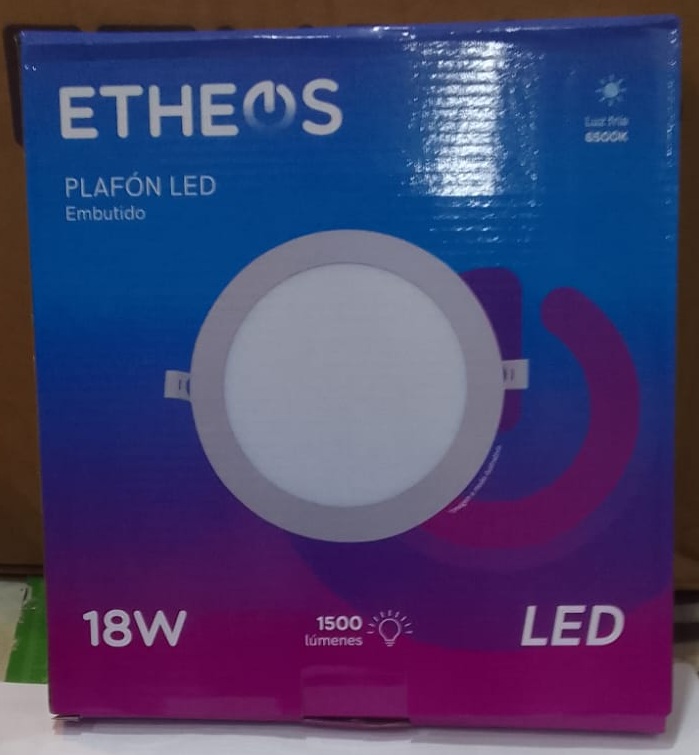 ETHEOS
Luz fría
6500K
PLAFÓN LED
Embutido
18W
1500
lúmenes
LED